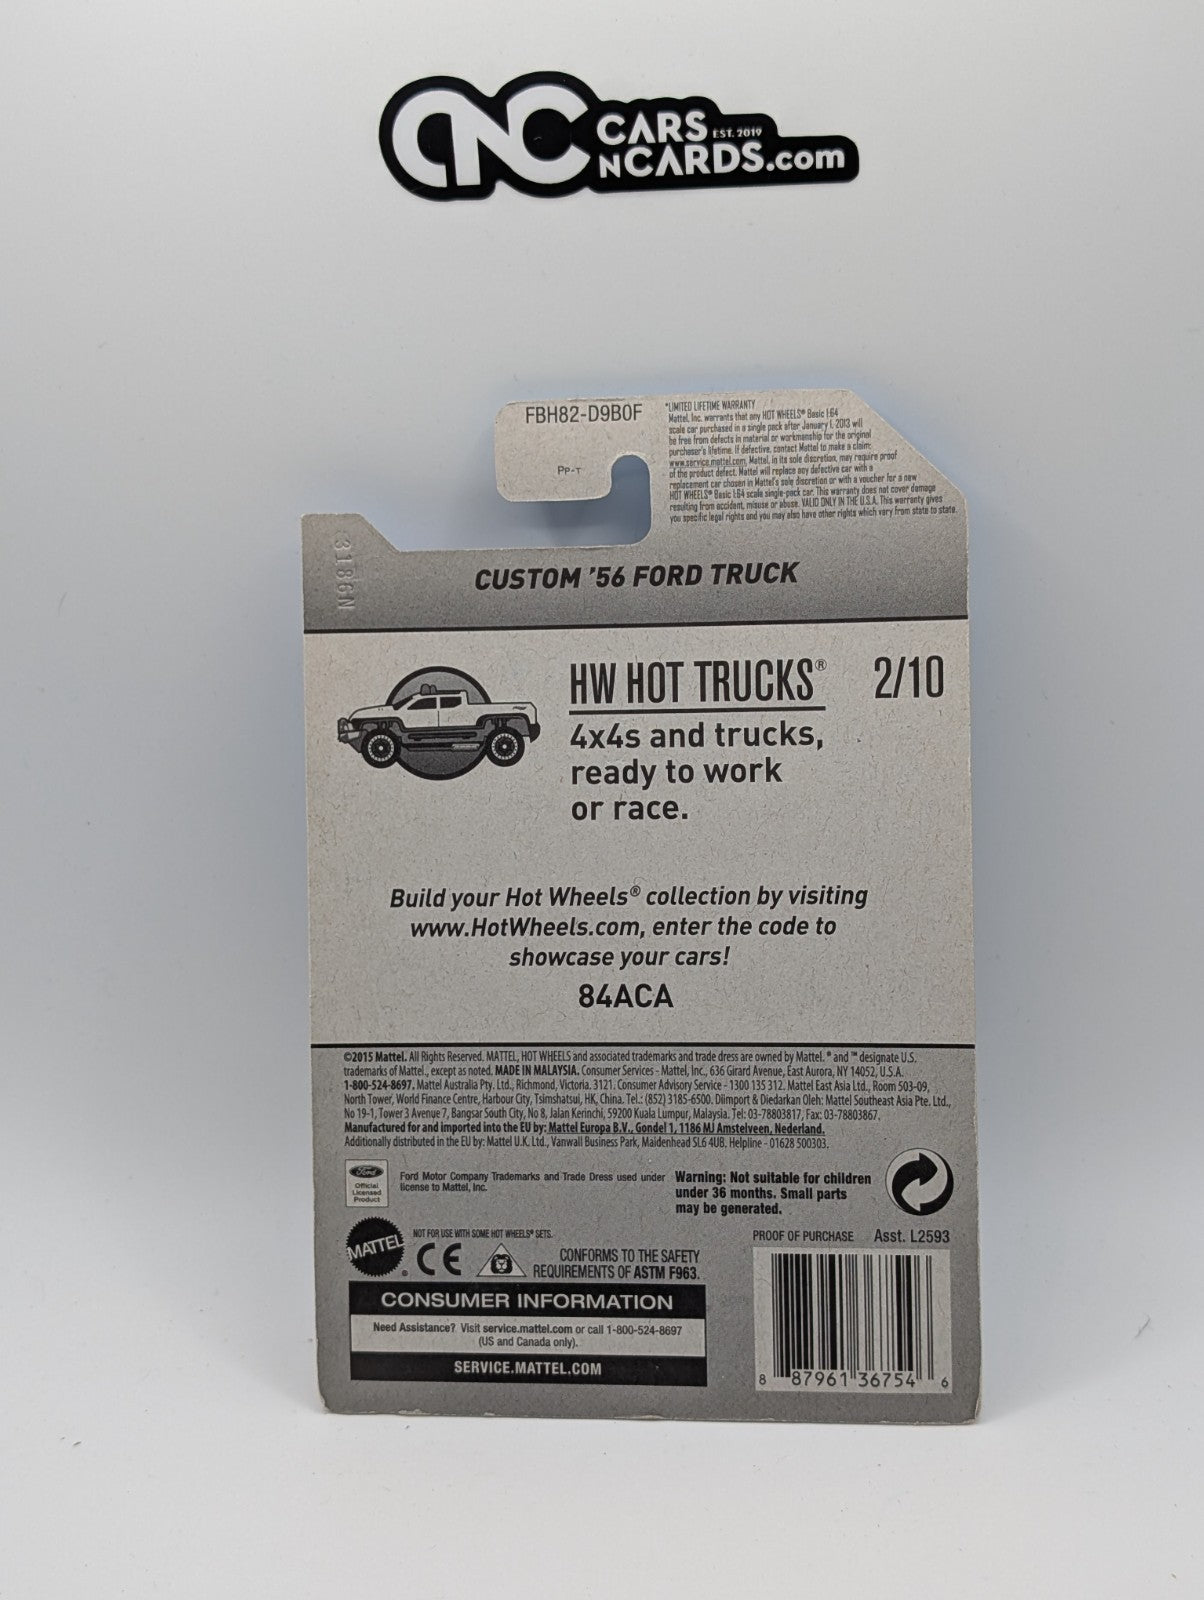 CNC CARS EST. 2019
N CARDS.com
FBH82-D9B0F
Pp-T
*LIMITED LIFETIME WARRANTY
Mattel, Inc. warrants that any HOT WHEELS® Basic 1:64
scale car purchased in a single pack after January 1, 2013 will
be free from defects in material or workmanship for the original
purchaser's lifetime. If defective, contact Mattel to make a claim:
www.service.mattel.com. Mattel, in its sole discretion, may require proof
of the product defect. Mattel will replace any defective car with a
replacement car chosen in Mattel's sole discretion or with a voucher for a new
HOT WHEELS® Basic 1:64 scale single-pack car. This warranty does not cover damage
resulting from accident, misuse or abuse. VALID ONLY IN THE U.S.A. This warranty gives
you specific legal rights and you may also have other rights which vary from state to state.
3186N
CUSTOM '56 FORD TRUCK
HW HOT TRUCKS® 2/10
4x4s and trucks,
ready to work
or race.
Build your Hot Wheels® collection by visiting
www.HotWheels.com, enter the code to
showcase your cars!
84ACA
©2015 Mattel. All Rights Reserved. MATTEL, HOT WHEELS and associated trademarks and trade dress are owned by Mattel. ® and ™ designate U.S.
trademarks of Mattel., except as noted. MADE IN MALAYSIA. Consumer Services - Mattel, Inc., 636 Girard Avenue, East Aurora, NY 14052, U.S.A.
1-800-524-8697. Mattel Australia Pty. Ltd., Richmond, Victoria. 3121. Consumer Advisory Service - 1300 135 312. Mattel East Asia Ltd., Room 503-09,
North Tower, World Finance Centre, Harbour City, Tsimshatsui, HK, China. Tel.: (852) 3185-6500. Diimport & Diedarkan Oleh: Mattel Southeast Asia Pte. Ltd.,
No 19-1, Tower 3 Avenue 7, Bangsar South City, No 8, Jalan Kerinchi, 59200 Kuala Lumpur, Malaysia. Tel: 03-78803817, Fax: 03-78803867.
Manufactured for and imported into the EU by: Mattel Europa B.V., Gondel 1, 1186 MJ Amstelveen, Nederland.
Additionally distributed in the EU by: Mattel U.K. Ltd., Vanwall Business Park, Maidenhead SL6 4UB. Helpline - 01628 500303.
Ford
Official
Licensed
Product
Ford Motor Company Trademarks and Trade Dress used under
license to Mattel, Inc.
Warning: Not suitable for children
under 36 months. Small parts
may be generated.
MATTEL ®
NOT FOR USE WITH SOME HOT WHEELS® SETS.
CE
CONFORMS TO THE SAFETY
REQUIREMENTS OF ASTM F963.
PROOF OF PURCHASE Asst. L2593
CONSUMER INFORMATION
Need Assistance? Visit service.mattel.com or call 1-800-524-8697
(US and Canada only).
SERVICE.MATTEL.COM
8 87961 36754 6